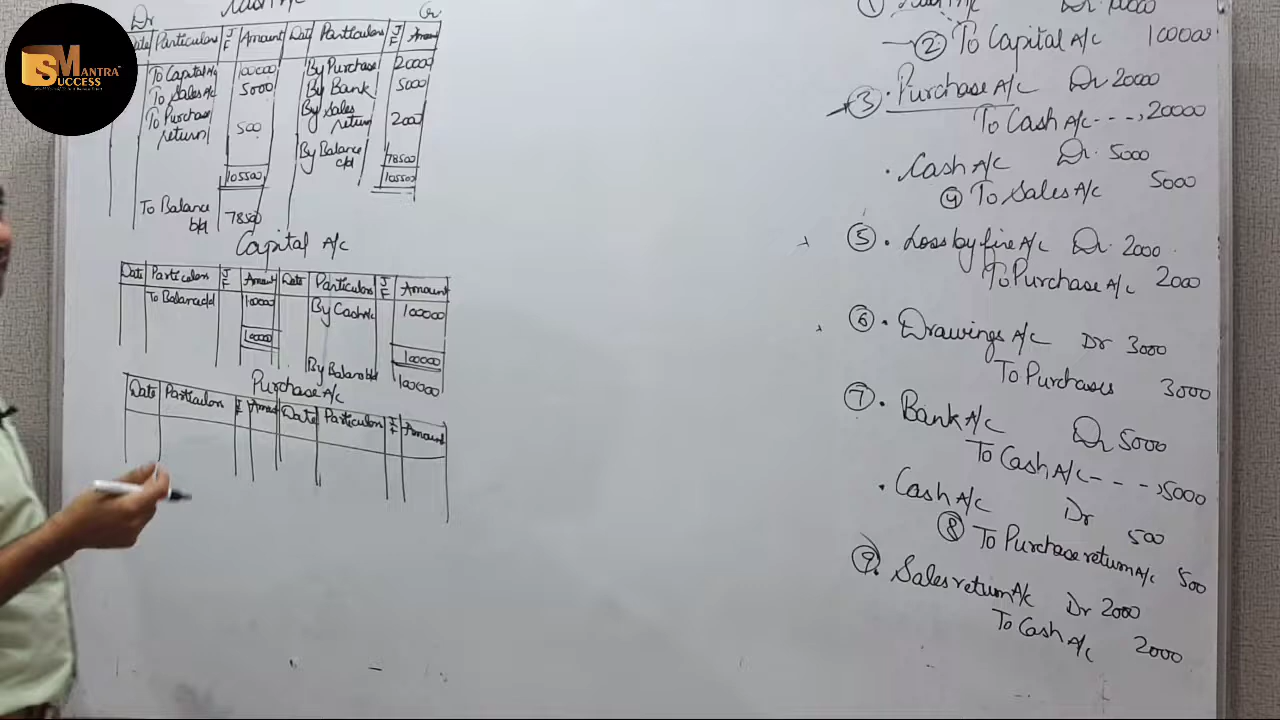 SMANTRA
SUCCESS
Cash A/c
Dr Cr
Date Particulars J F Amount Date Particulars J F Amount
To Capital A/c 100000 By Purchase 20000
To Sales A/c 5000 By Bank 5000
To Purchase return 500 By Sales return 2000
By Balance c/d 78500
105500 105500
To Balance b/d 78500
Capital A/c
Date Particulars J F Amount Date Particulars J F Amount
To Balance c/d 100000 By Cash A/c 100000
100000 100000
By Balance b/d 100000
Purchase A/c
Date Particulars J F Amount Date Particulars J F Amount
① Cash A/c Dr
② To Capital A/c 100000
③ Purchase A/c Dr 20000
To Cash A/c - - - , 20000
Cash A/c Dr. 5000
④ To Sales A/c 5000
⑤ . Loss by fire A/c Dr. 2000
To Purchase A/c 2000
⑥ . Drawings A/c Dr 3000
To Purchases 3000
⑦ . Bank A/c Dr 5000
To Cash A/c - - - , 5000
. Cash A/c Dr 500
⑧ To Purchase return A/c 500
⑨. Sales return A/c Dr 2000
To Cash A/c 2000